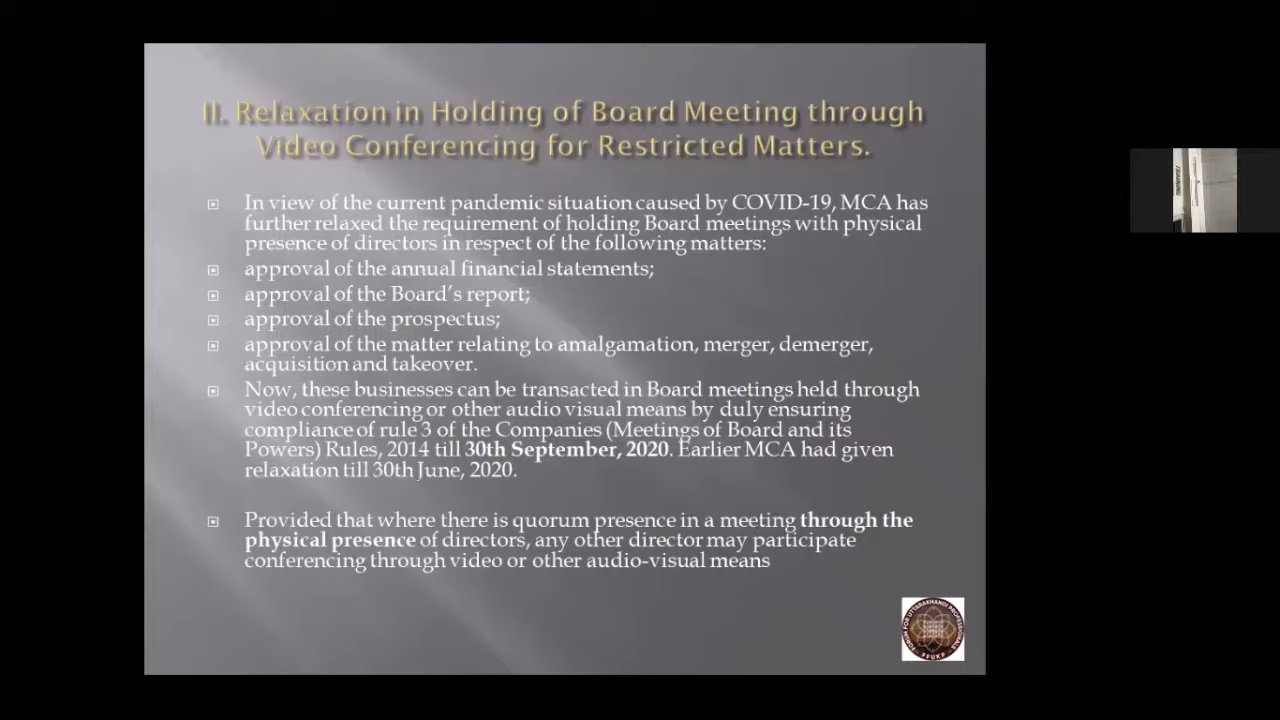 II. Relaxation in Holding of Board Meeting through
Video Conferencing for Restricted Matters.
In view of the current pandemic situation caused by COVID-19, MCA has
further relaxed the requirement of holding Board meetings with physical
presence of directors in respect of the following matters:
approval of the annual financial statements;
approval of the Board's report;
approval of the prospectus;
approval of the matter relating to amalgamation, merger, demerger,
acquisition and takeover.
Now, these businesses can be transacted in Board meetings held through
video conferencing or other audio visual means by duly ensuring
compliance of rule 3 of the Companies (Meetings of Board and its
Powers) Rules, 2014 till 30th September, 2020. Earlier MCA had given
relaxation till 30th June, 2020.
Provided that where there is quorum presence in a meeting through the
physical presence of directors, any other director may participate
conferencing through video or other audio-visual means
FORUM FOR UTTARAKHANDI PROFESSIONALS
FFUKP